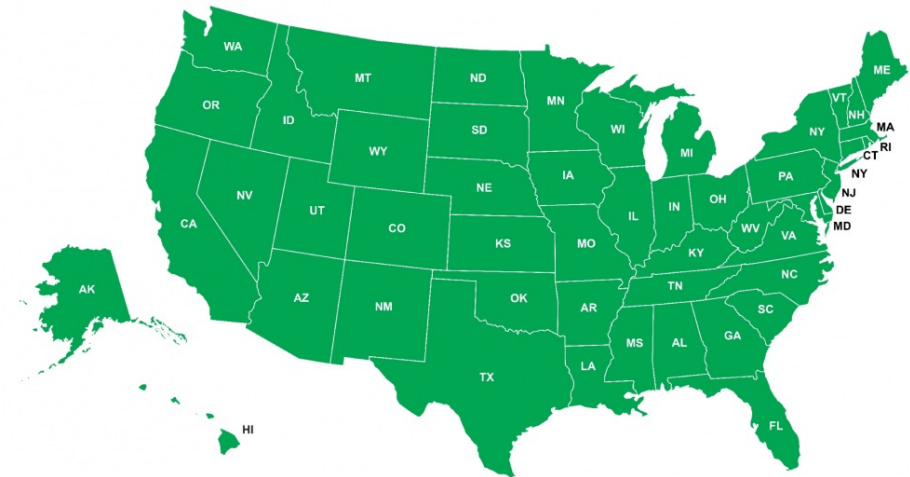 WA
MT
ND
MN
ME
VT
NH
OR
ID
SD
WI
NY
MA
RI
CT
NY
WY
MI
IA
PA
NJ
NE
OH
DE
NV
UT
CO
IL
IN
WV
MD
CA
KS
MO
KY
VA
AK
AZ
NM
OK
AR
TN
NC
SC
MS
AL
GA
TX
LA
HI
FL